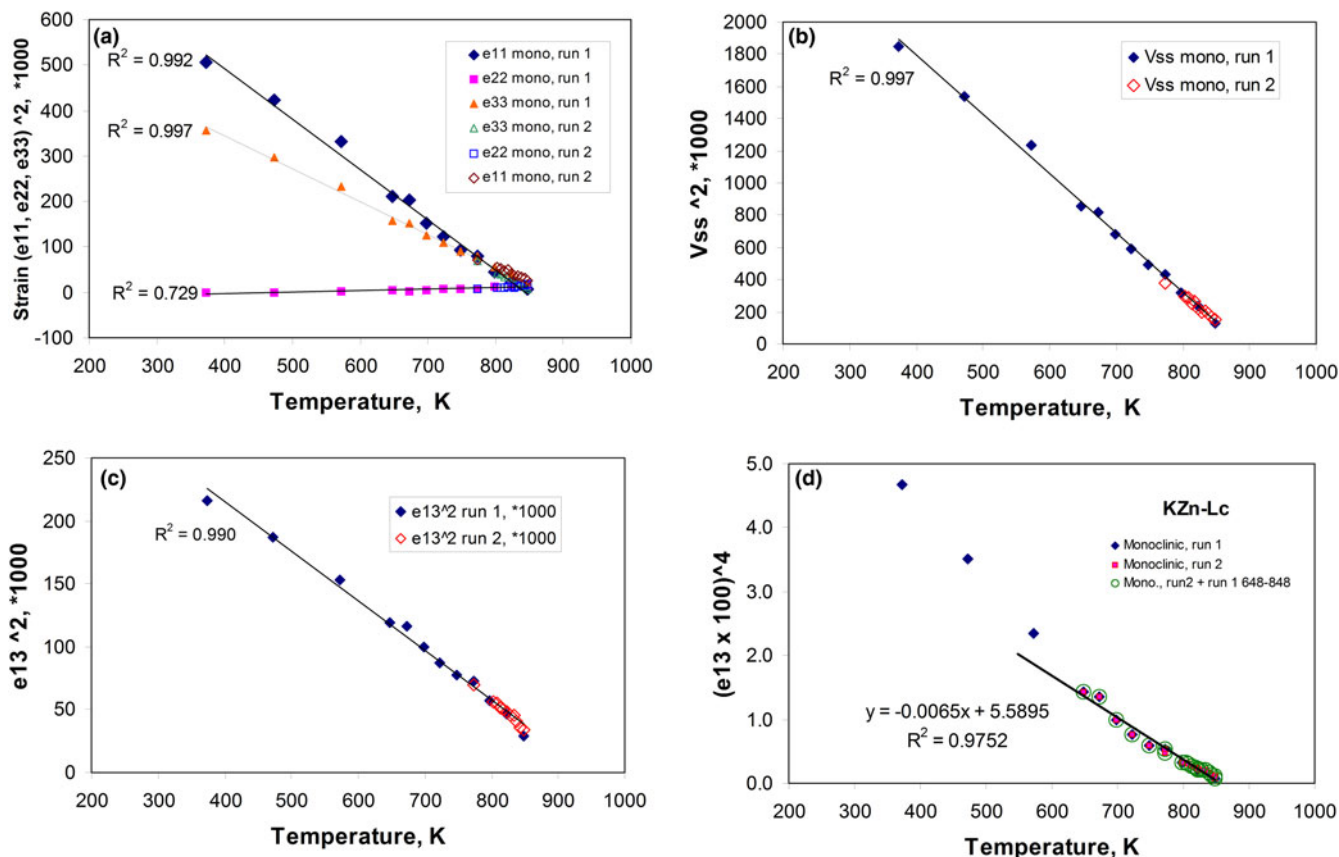 (a)
Strain (e11, e22, e33) ^2, *1000
600
500
400
300
200
100
0
-100
R² = 0.992
R² = 0.997
R² = 0.729
e11 mono, run 1
e22 mono, run 1
e33 mono, run 1
e33 mono, run 2
e22 mono, run 2
e11 mono, run 2
200 300 400 500 600 700 800 900 1000
Temperature, K
(b)
Vss ^2, *1000
2000
1800
1600
1400
1200
1000
800
600
400
200
0
R² = 0.997
Vss mono, run 1
Vss mono, run 2
200 300 400 500 600 700 800 900 1000
Temperature, K
(c)
e13 ^2, *1000
250
200
150
100
50
0
R² = 0.990
e13^2 run 1, *1000
e13^2 run 2, *1000
200 300 400 500 600 700 800 900 1000
Temperature, K
(d)
(e13 x 100)^4
5.0
4.0
3.0
2.0
1.0
0.0
KZn-Lc
Monoclinic, run 1
Monoclinic, run 2
Mono., run2 + run 1 648-848
y = -0.0065x + 5.5895
R² = 0.9752
200 300 400 500 600 700 800 900 1000
Temperature, K